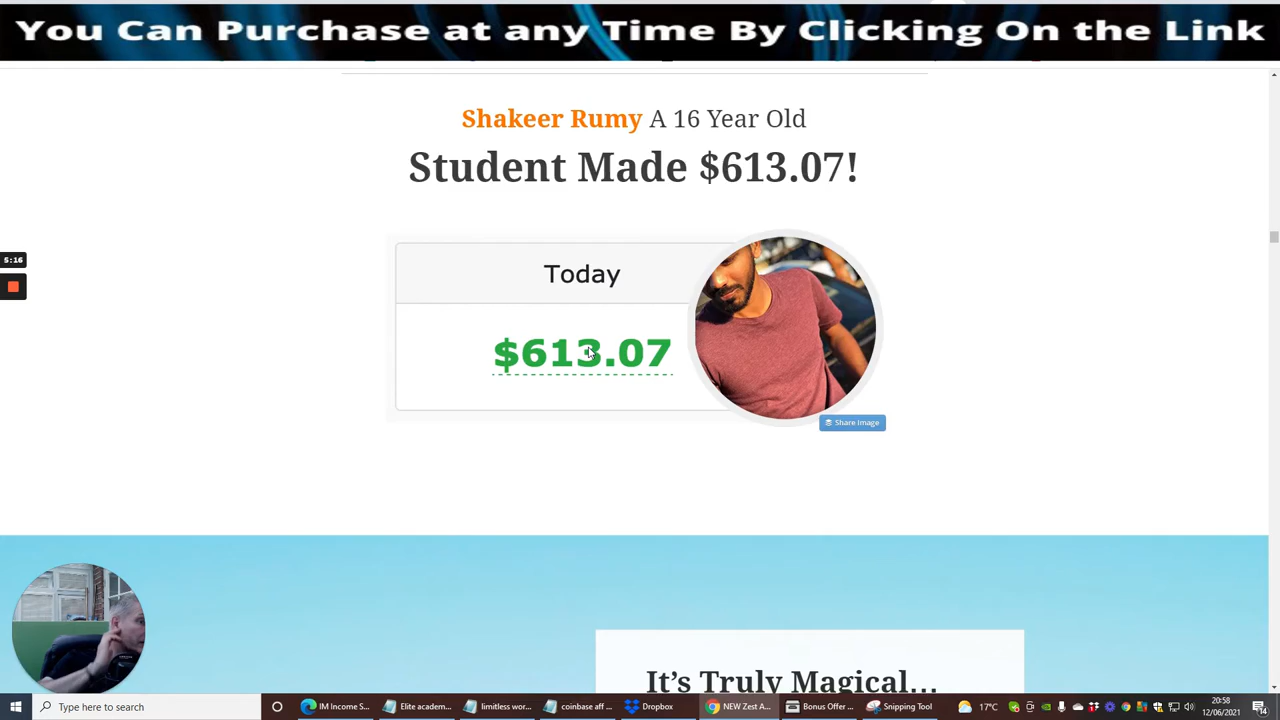 You Can Purchase at any Time By Clicking On the Link
Shakeer Rumy A 16 Year Old
Student Made $613.07!
Today
$613.07
Share image
5:16
It's Truly Magical...
Type here to search
IM Income S...
Elite academ...
limitless wor...
coinbase aff ...
Dropbox
NEW Zest A...
Bonus Offer ...
Snipping Tool
17°C
20:58
12/06/2021
14